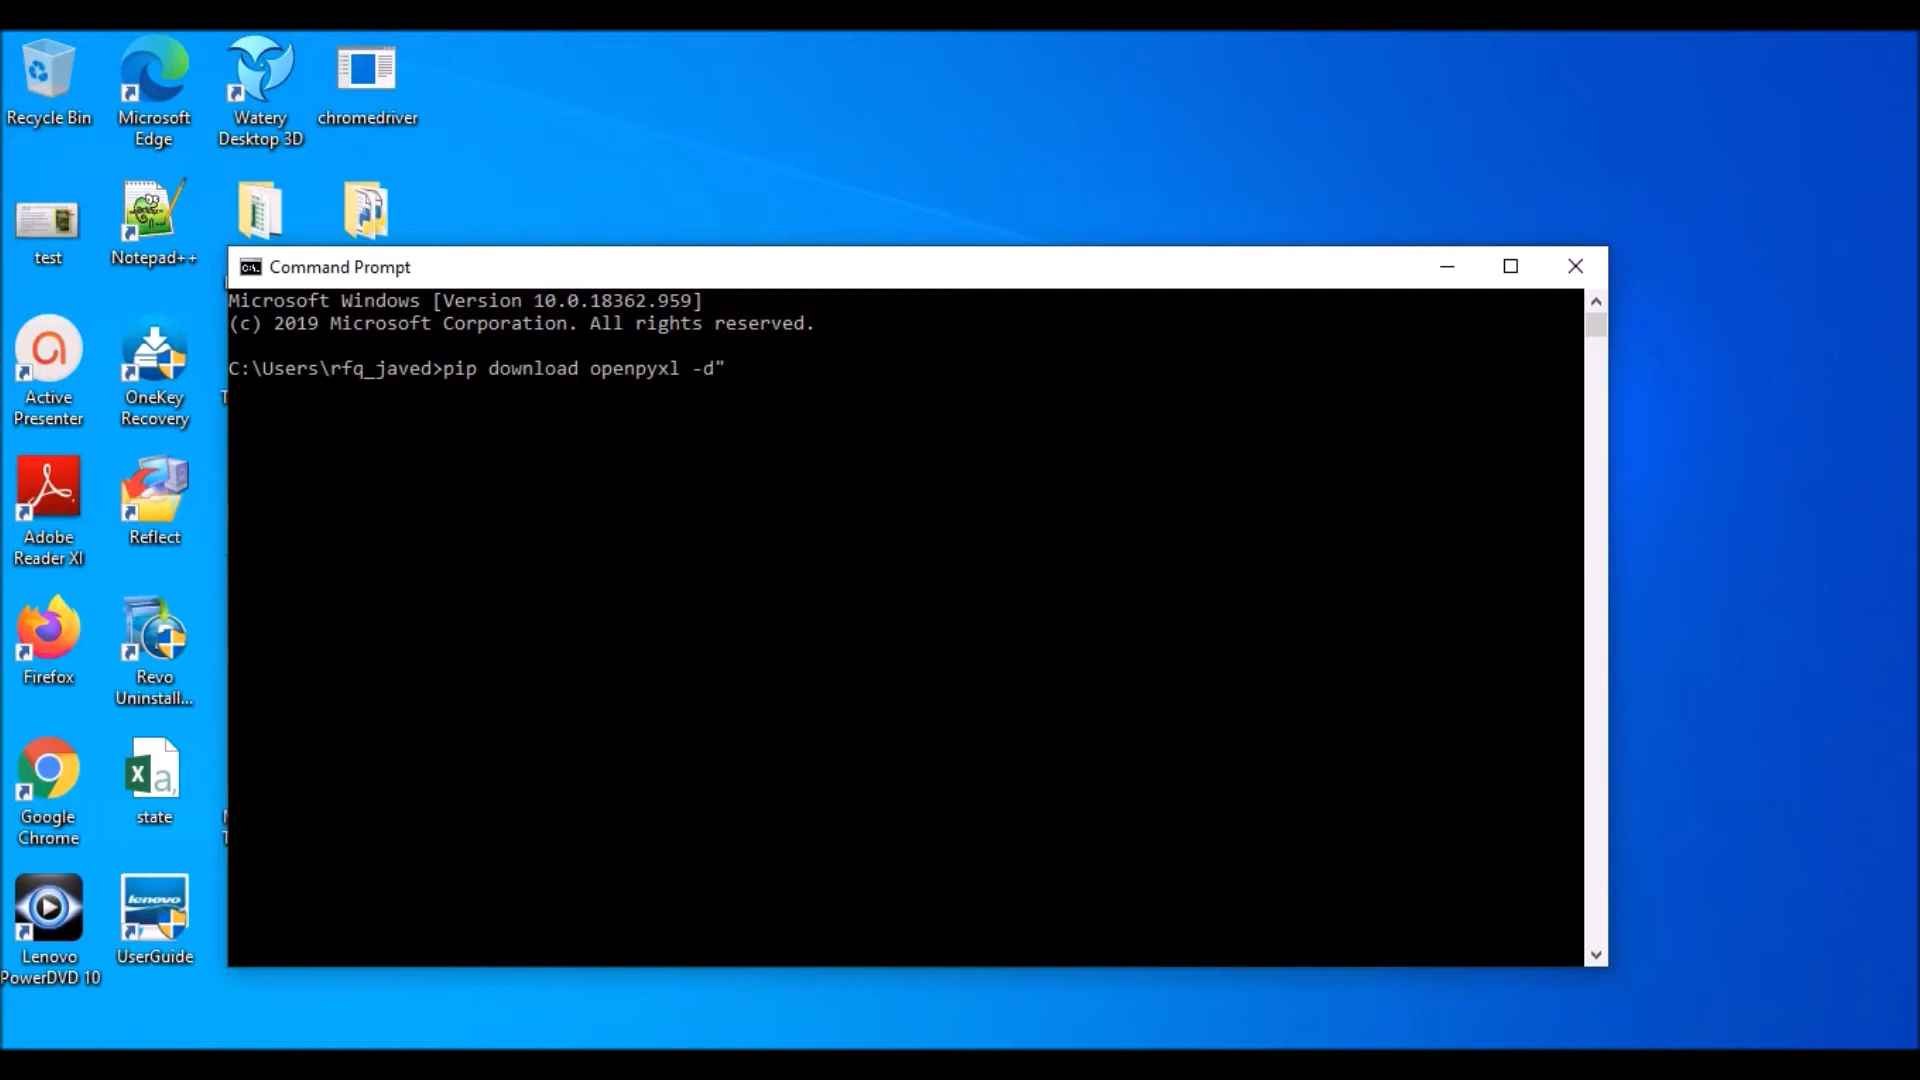 Recycle Bin
Microsoft
Edge
Watery
Desktop 3D
chromedriver
test
Notepad++
Command Prompt
Microsoft Windows [Version 10.0.18362.959]
(c) 2019 Microsoft Corporation. All rights reserved.
C:\Users\rfq_javed>pip download openpyxl -d"
Active
Presenter
OneKey
Recovery
Adobe
Reader XI
Reflect
Firefox
Revo
Uninstall...
Google
Chrome
state
Lenovo
PowerDVD 10
lenovo
UserGuide